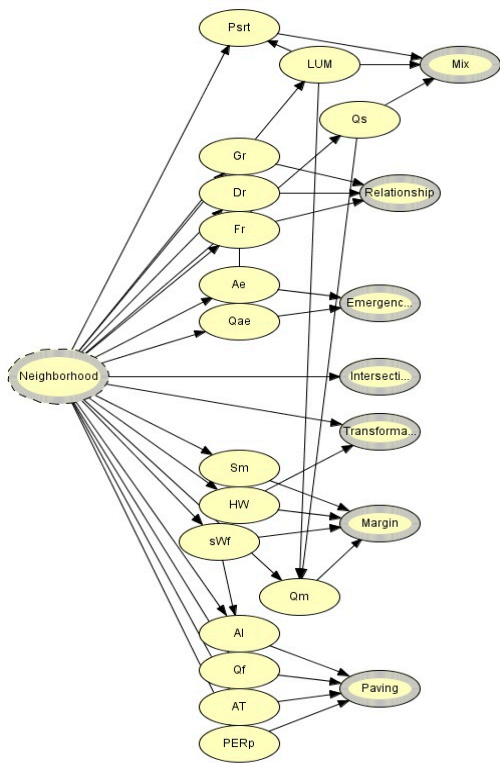 Psrt
LUM
Mix
Qs
Gr
Dr
Relationship
Fr
Ae
Emergenc...
Qae
Neighborhood
Intersecti...
Transforma...
Sm
HW
Margin
sWf
Qm
Al
Qf
Paving
AT
PERp